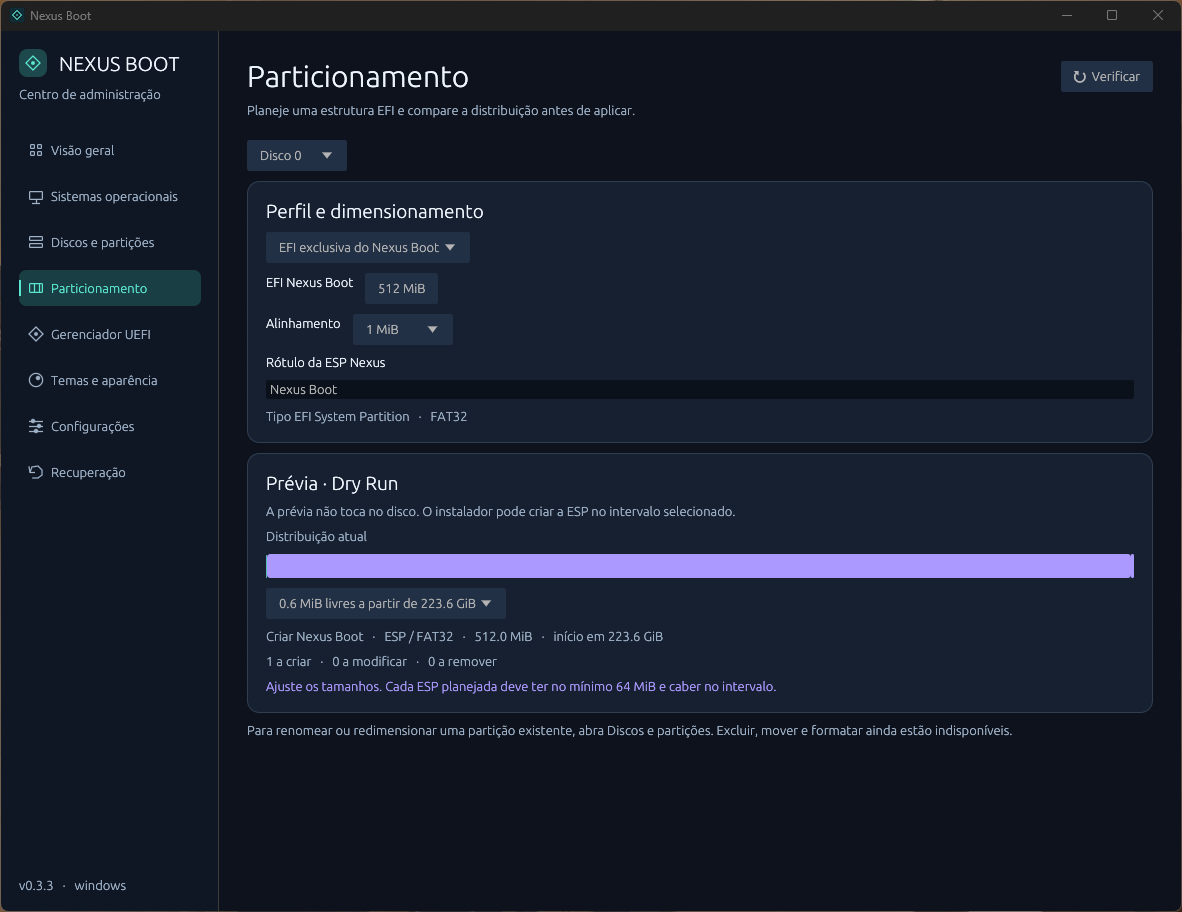 Nexus Boot
NEXUS BOOT
Centro de administração
Visão geral
Sistemas operacionais
Discos e partições
Particionamento
Gerenciador UEFI
Temas e aparência
Configurações
Recuperação
v0.3.3 · windows
Particionamento
Verificar
Planeje uma estrutura EFI e compare a distribuição antes de aplicar.
Disco 0
Perfil e dimensionamento
EFI exclusiva do Nexus Boot
EFI Nexus Boot 512 MiB
Alinhamento 1 MiB
Rótulo da ESP Nexus
Nexus Boot
Tipo EFI System Partition · FAT32
Prévia · Dry Run
A prévia não toca no disco. O instalador pode criar a ESP no intervalo selecionado.
Distribuição atual
0.6 MiB livres a partir de 223.6 GiB
Criar Nexus Boot · ESP / FAT32 · 512.0 MiB · início em 223.6 GiB
1 a criar · 0 a modificar · 0 a remover
Ajuste os tamanhos. Cada ESP planejada deve ter no mínimo 64 MiB e caber no intervalo.
Para renomear ou redimensionar uma partição existente, abra Discos e partições. Excluir, mover e formatar ainda estão indisponíveis.